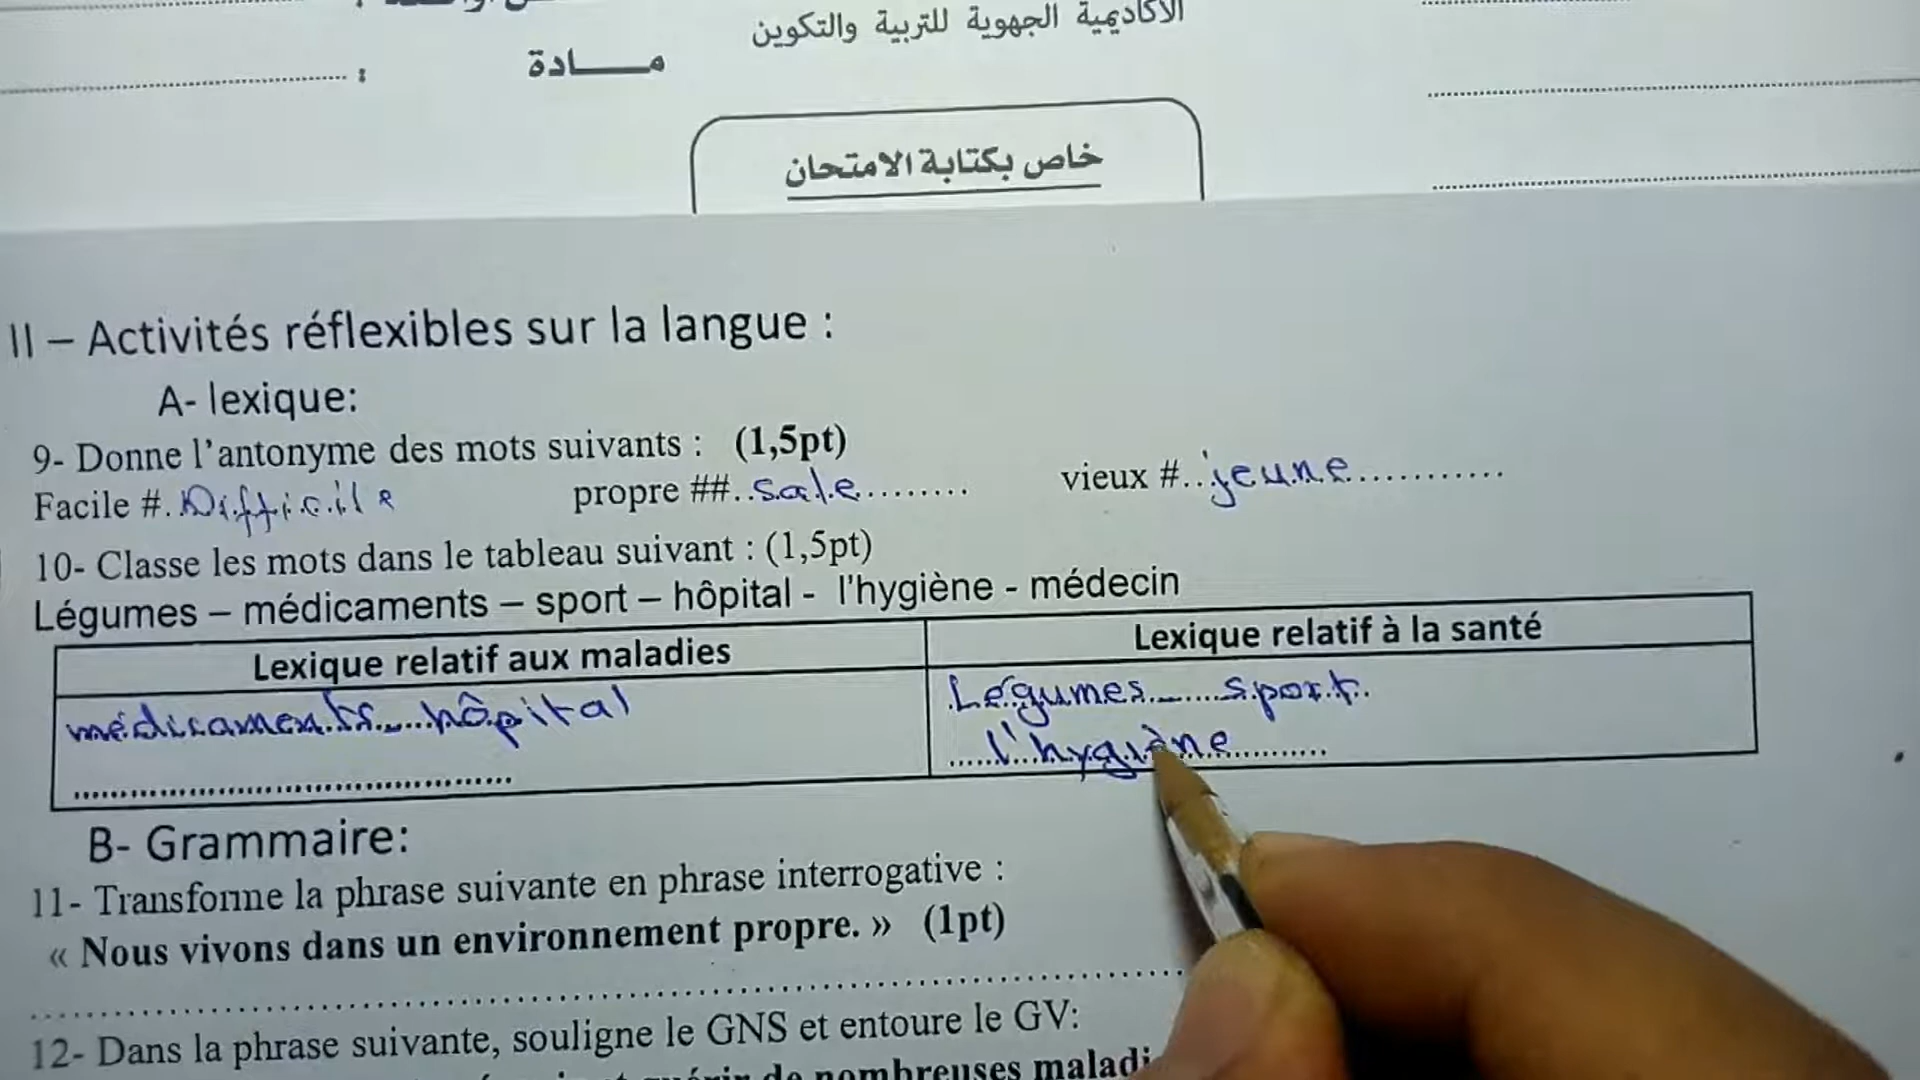 الأكاديمية الجهوية للتربية والتكوين
مـــــادة :
خاص بكتابة الامتحان
II – Activités réflexibles sur la langue :
A- lexique:
9- Donne l’antonyme des mots suivants : (1,5pt)
Facile #. Difficile propre ##..sale......... vieux #..jeune............
10- Classe les mots dans le tableau suivant : (1,5pt)
Légumes – médicaments – sport – hôpital - l'hygiène - médecin
Lexique relatif aux maladies Lexique relatif à la santé
médicaments....hôpital Légumes.......sport.
l'hygiène
B- Grammaire:
11- Transforme la phrase suivante en phrase interrogative :
« Nous vivons dans un environnement propre. » (1pt)
12- Dans la phrase suivante, souligne le GNS et entoure le GV:
de nombreuses